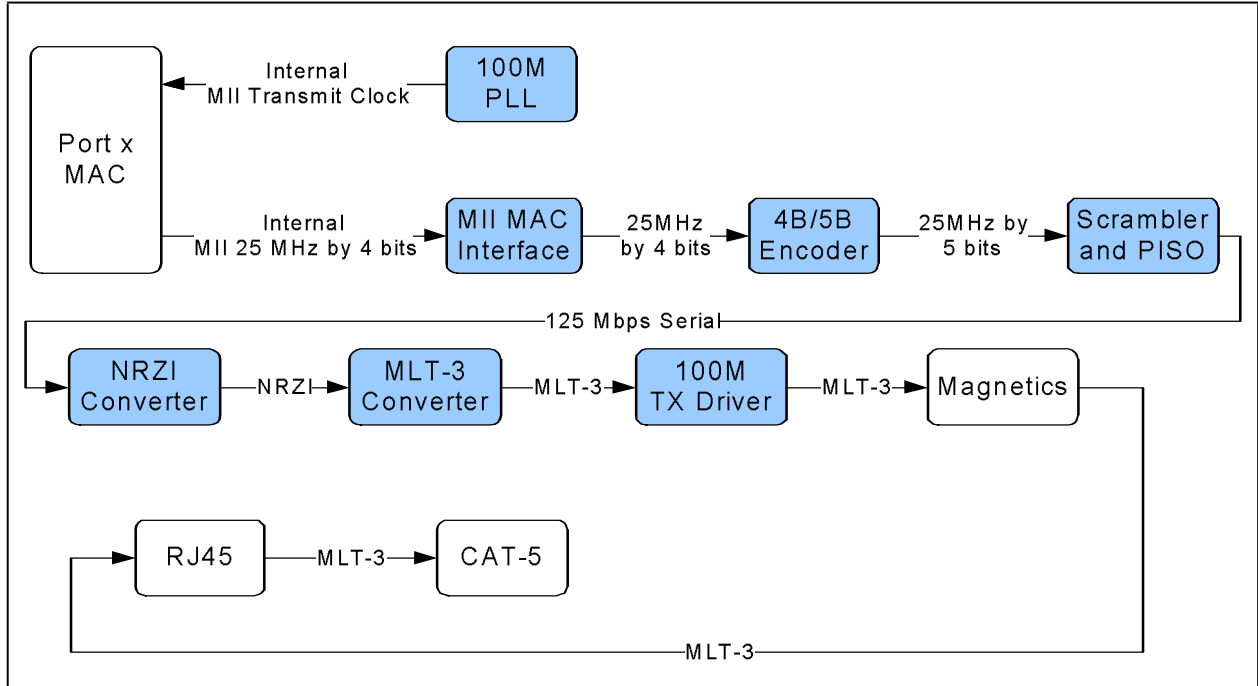 Internal
MII Transmit Clock
100M
PLL
Port x
MAC
Internal
MII 25 MHz by 4 bits
MII MAC
Interface
25MHz
by 4 bits
4B/5B
Encoder
25MHz by
5 bits
Scrambler
and PISO
125 Mbps Serial
NRZI
Converter
NRZI
MLT-3
Converter
MLT-3
100M
TX Driver
MLT-3
Magnetics
RJ45
MLT-3
CAT-5
MLT-3